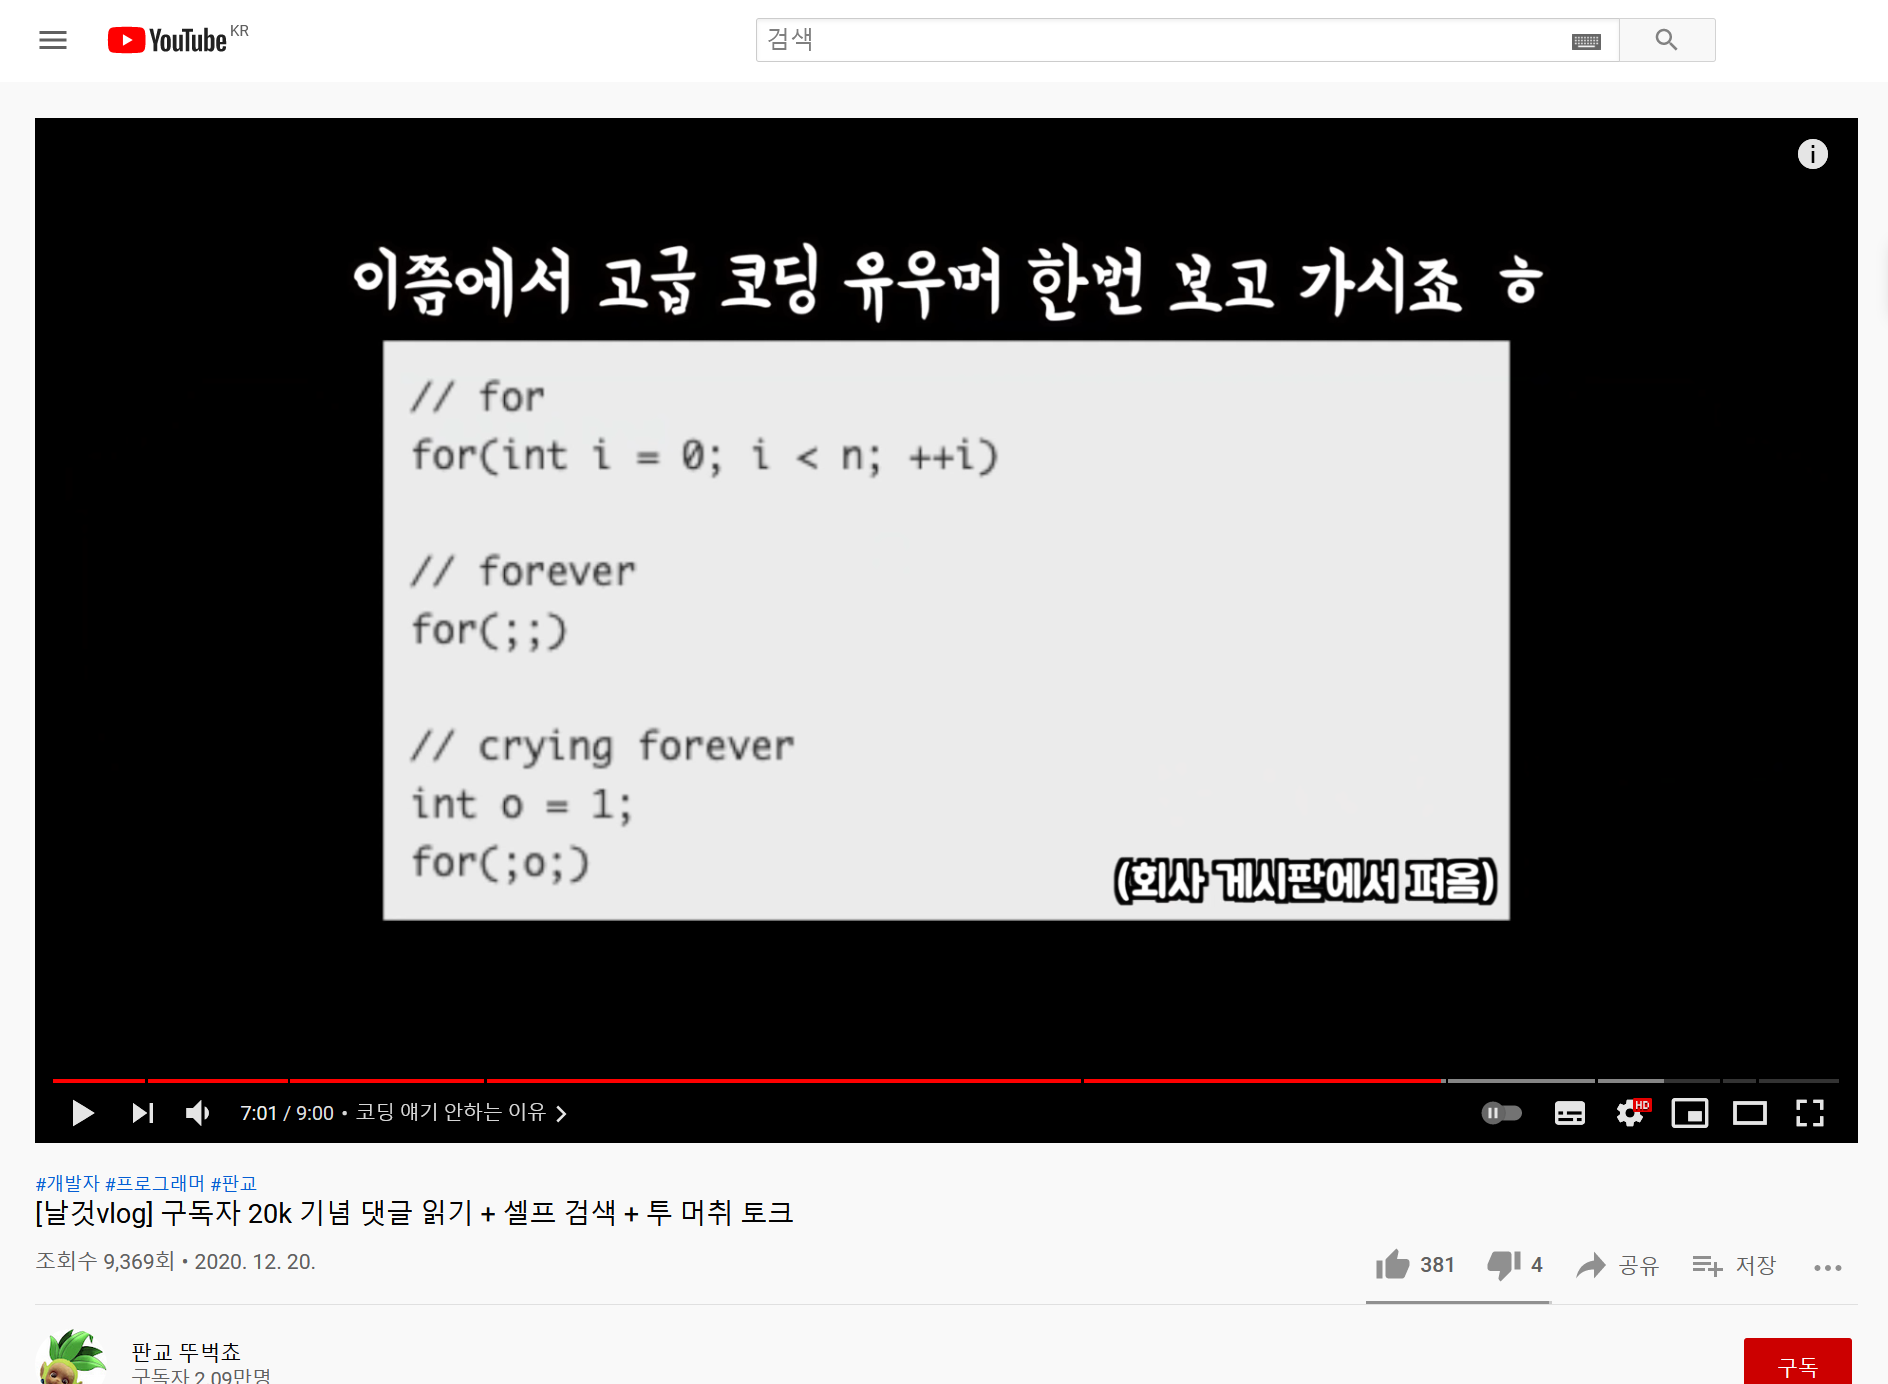 YouTube KR
검색
이쯤에서 고급 코딩 유우머 한번 보고 가시죠 ㅎ
// for
for(int i = 0; i < n; ++i)
// forever
for(;;)
// crying forever
int o = 1;
for(;o;)
(회사 게시판에서 퍼옴)
7:01 / 9:00 • 코딩 얘기 안하는 이유
HD
#개발자 #프로그래머 #판교
[날것vlog] 구독자 20k 기념 댓글 읽기 + 셀프 검색 + 투 머취 토크
조회수 9,369회 • 2020. 12. 20.
381 4 공유 저장
판교 뚜벅쵸
구독자 2.09만명
구독